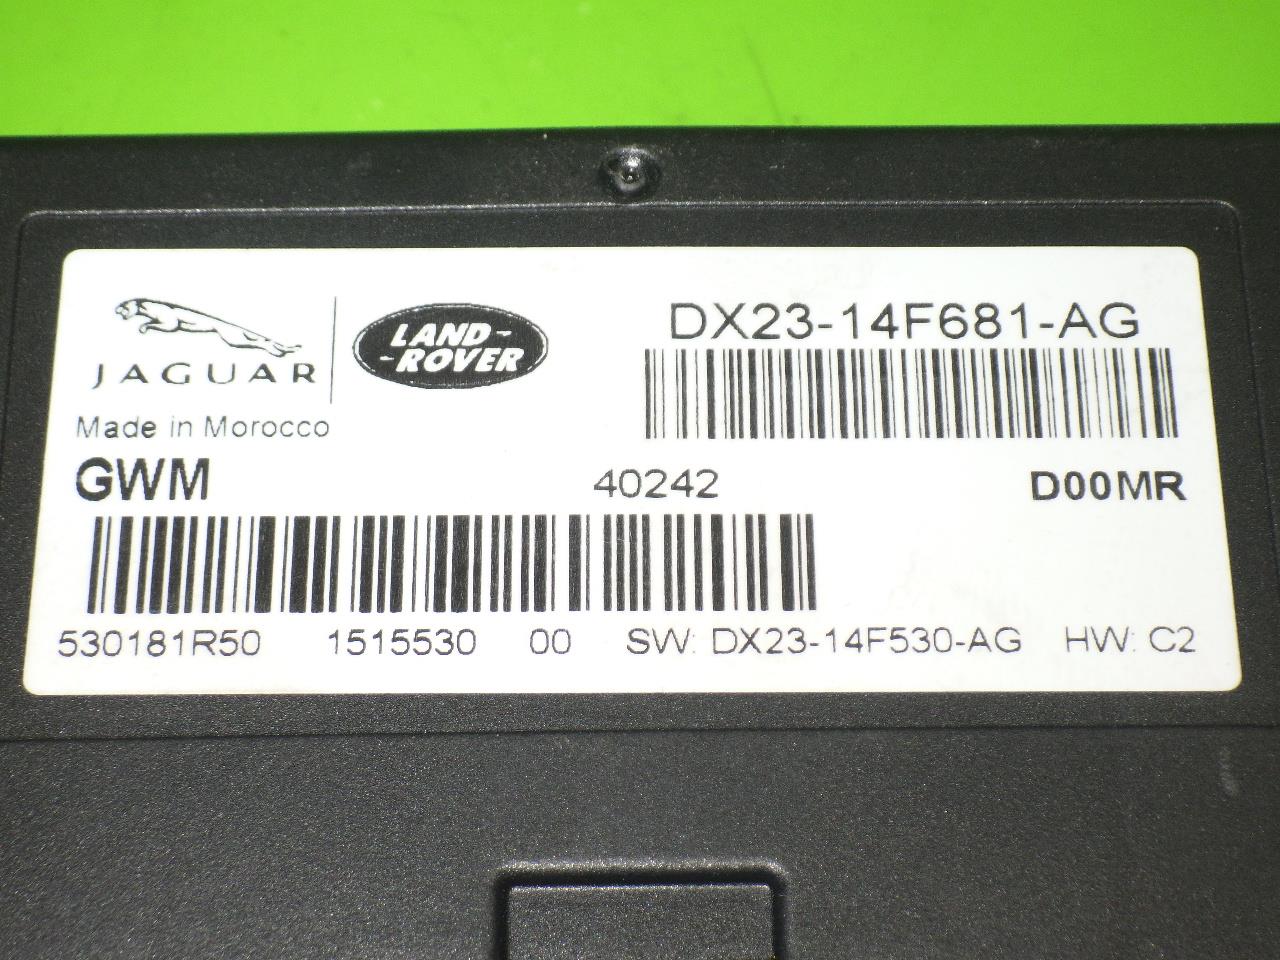 JAGUAR
LAND-
-ROVER
DX23-14F681-AG
Made in Morocco
GWM 40242 D00MR
530181R50 1515530 00 SW: DX23-14F530-AG HW: C2